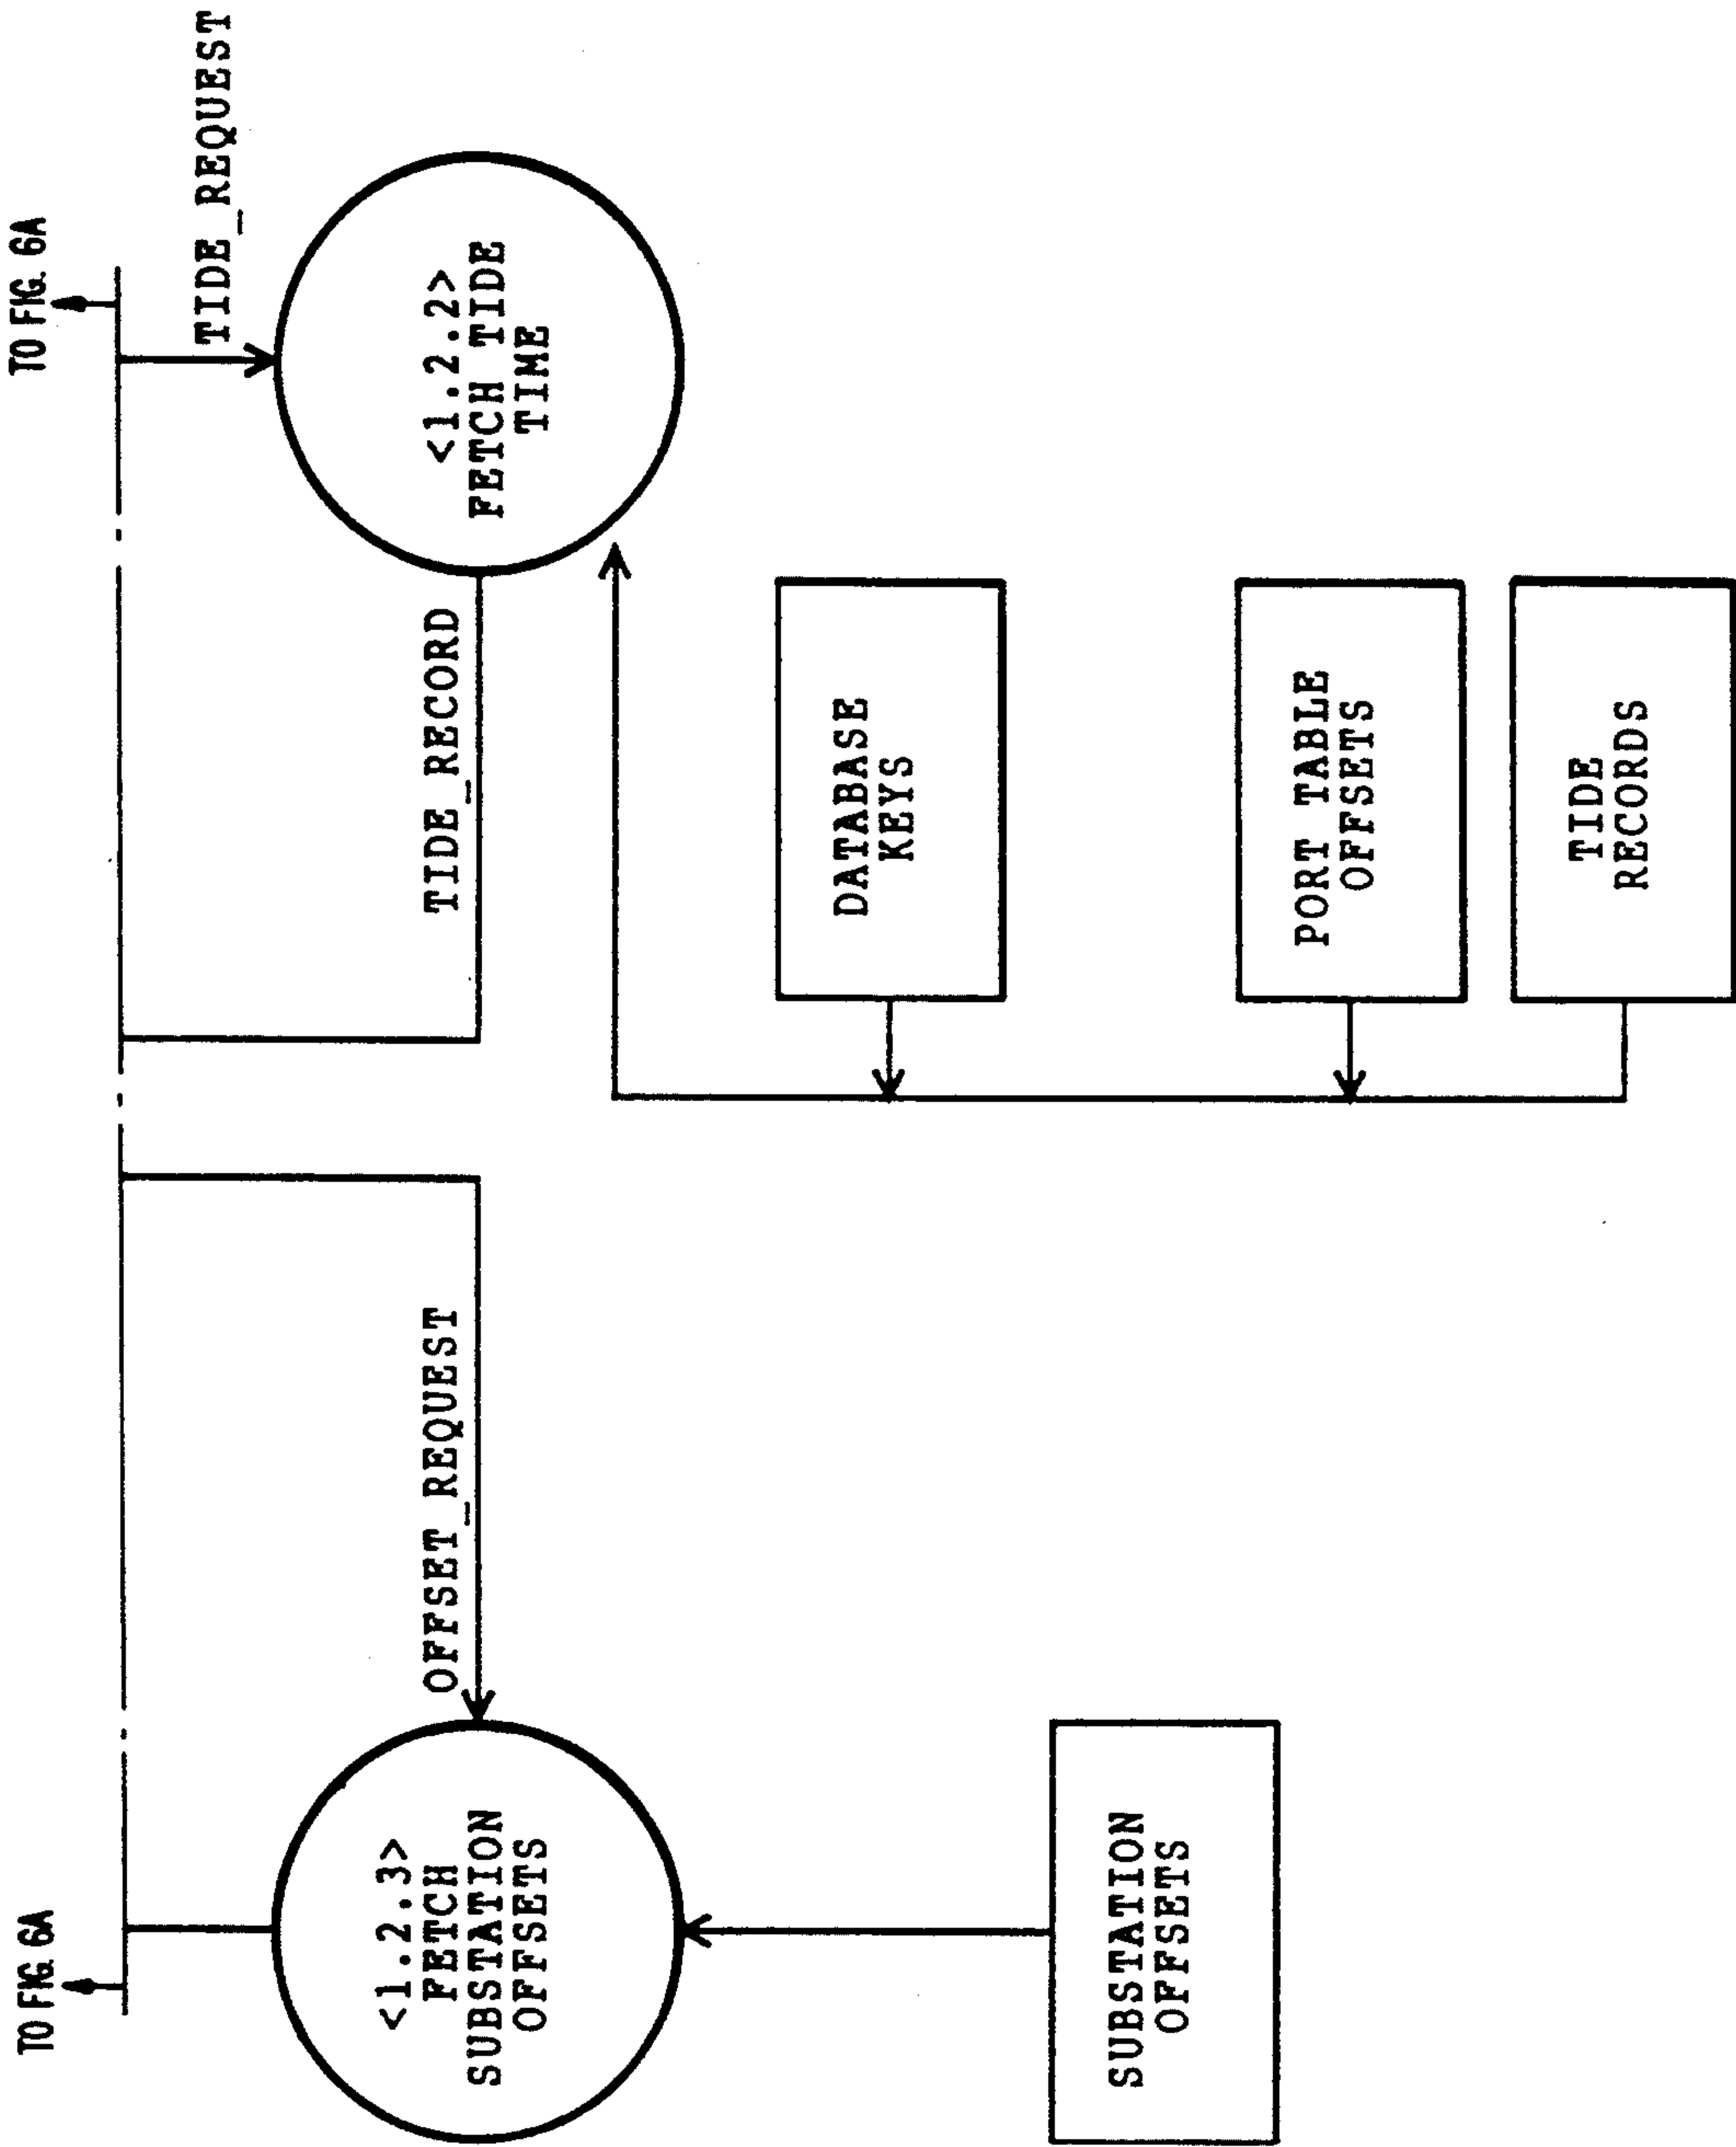 TO FIG. 6A
TO FIG. 6A
TIDE_REQUEST
<1.2.3>
FETCH
SUBSTATION
OFFSETS
OFFSET_REQUEST
TIDE_RECORD
<1.2.2>
FETCH TIDE
TIME
SUBSTATION
OFFSETS
DATABASE
KEYS
PORT TABLE
OFFSETS
TIDE
RECORDS